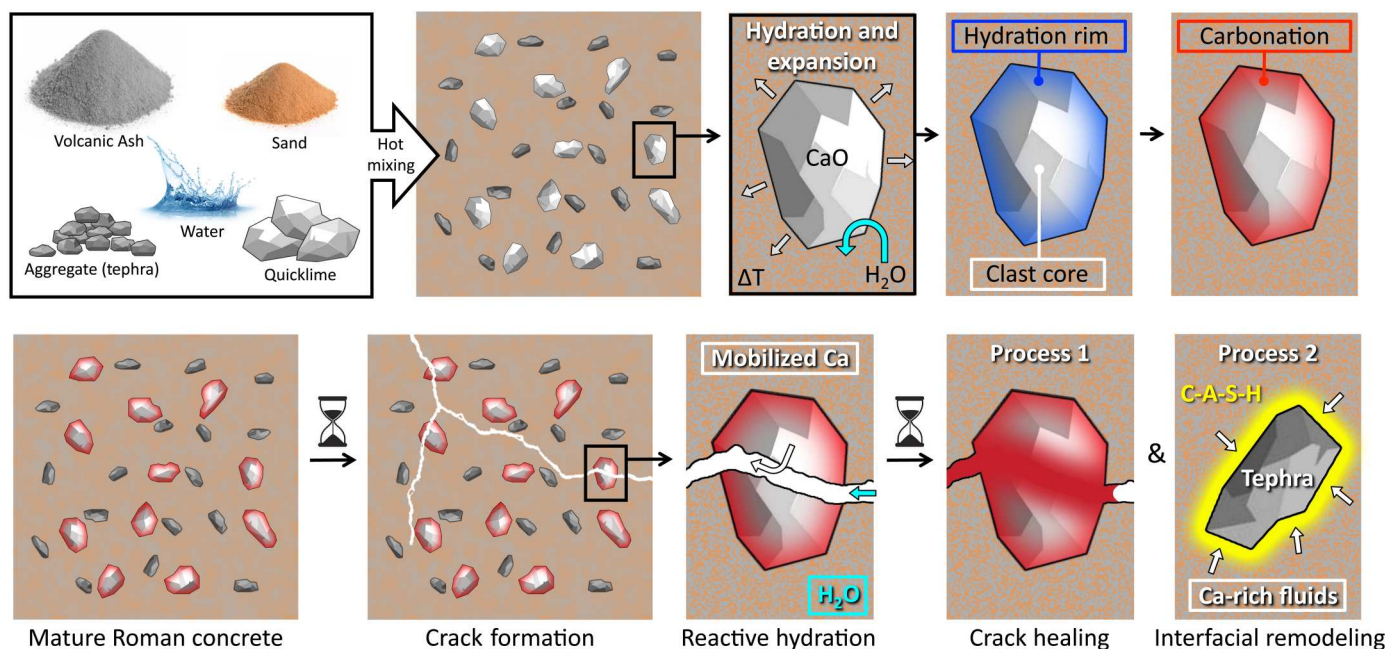 Volcanic Ash
Sand
Water
Aggregate (tephra)
Quicklime
Hot
mixing
Hydration and
expansion
CaO
ΔT
H₂O
Hydration rim
Clast core
Carbonation
Mature Roman concrete
Crack formation
Mobilized Ca
H₂O
Reactive hydration
Process 1
Crack healing
&
Process 2
C-A-S-H
Tephra
Ca-rich fluids
Interfacial remodeling